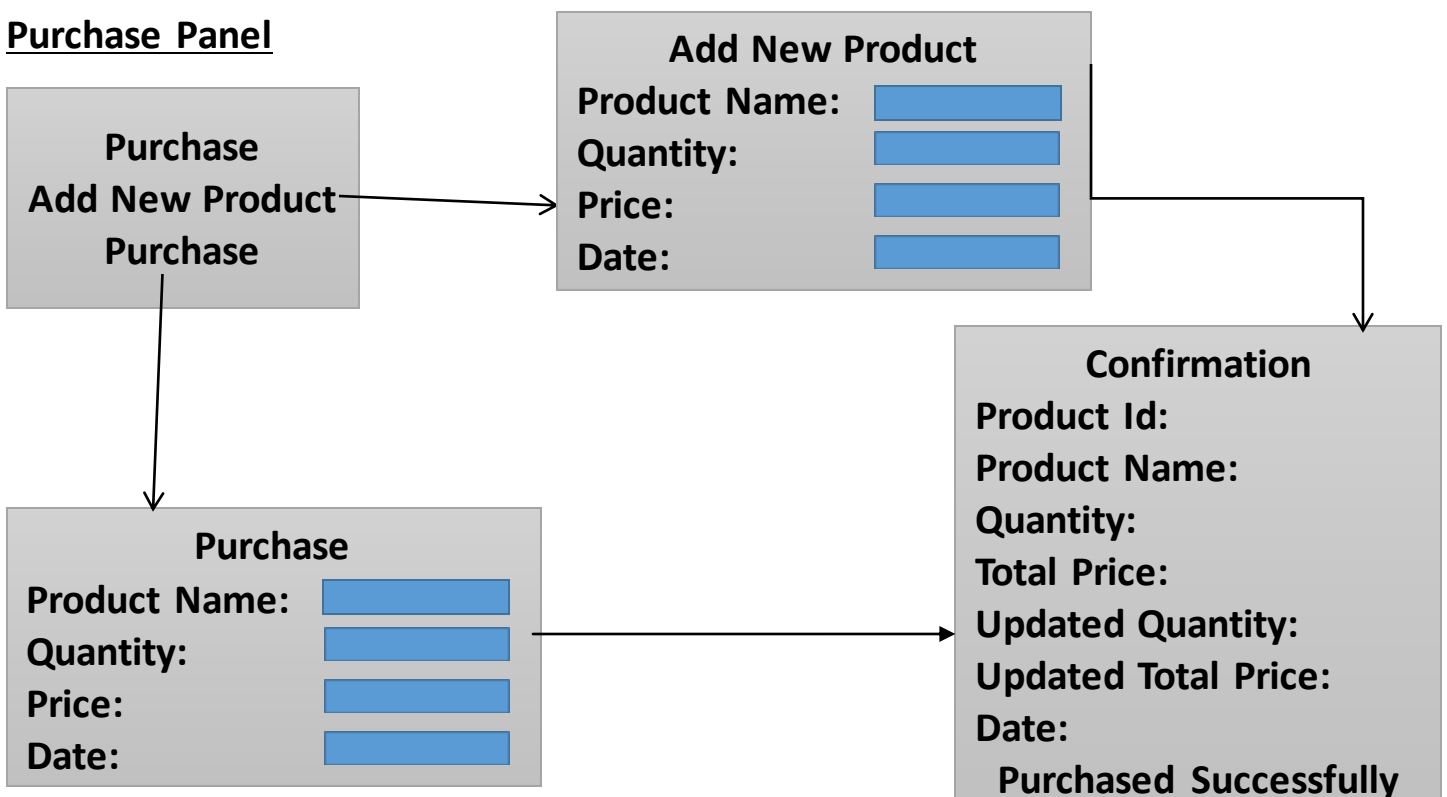 Purchase Panel
Purchase
Add New Product
Purchase
Add New Product
Product Name:
Quantity:
Price:
Date:
Purchase
Product Name:
Quantity:
Price:
Date:
Confirmation
Product Id:
Product Name:
Quantity:
Total Price:
Updated Quantity:
Updated Total Price:
Date:
Purchased Successfully